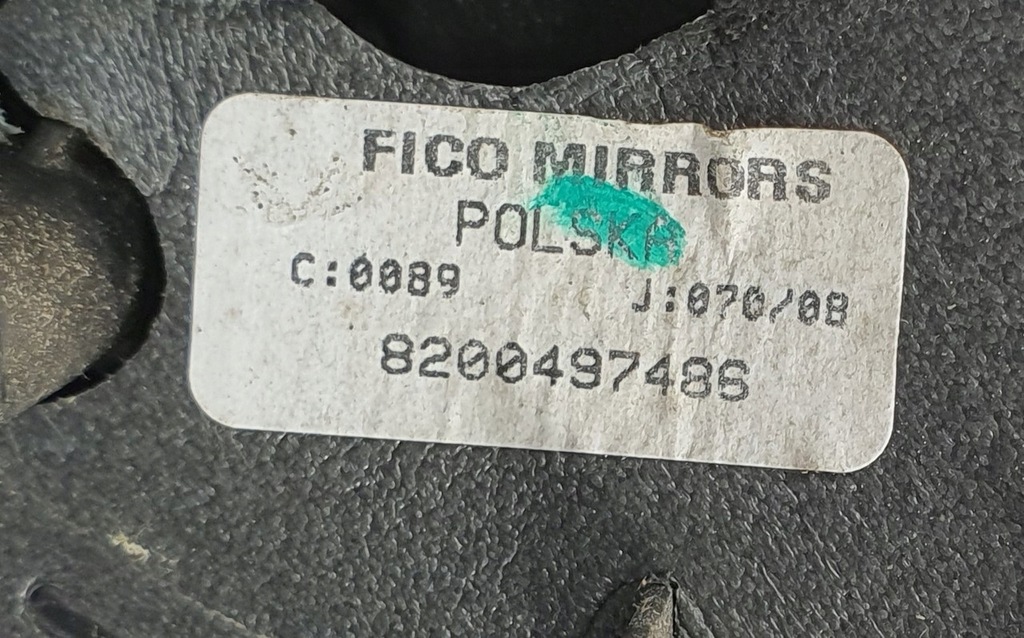 FICO MIRRORS
POLSKA
C:0089 J:070/08
8200497486